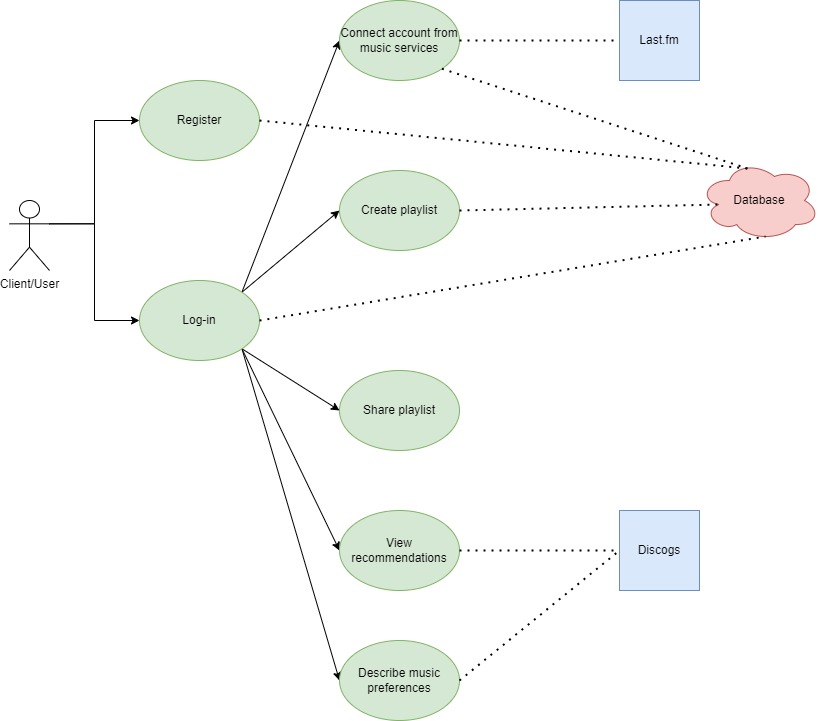 Connect account from
music services
Last.fm
Register
Create playlist
Database
Client/User
Log-in
Share playlist
View
recommendations
Discogs
Describe music
preferences